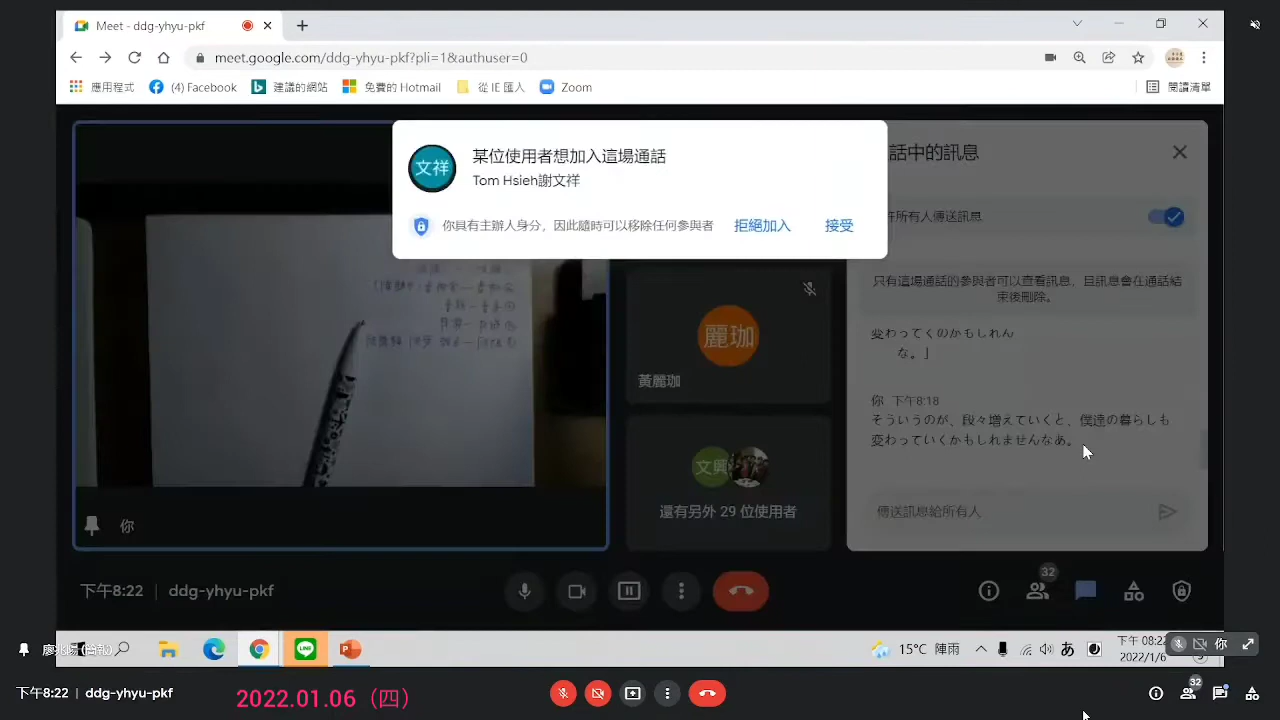 Meet - ddg-yhyu-pkf
meet.google.com/ddg-yhyu-pkf?pli=1&authuser=0
應用程式 (4) Facebook 建議的網站 免費的 Hotmail 從 IE 匯入 Zoom 閱讀清單
文祥
某位使用者想加入這場通話
Tom Hsieh謝文祥
你具有主辦人身分，因此隨時可以移除任何參與者 拒絕加入 接受
話中的訊息
許所有人傳送訊息
只有這場通話的參與者可以查看訊息，且訊息會在通話結
束後刪除。
変わってくのかもしれん
な。」
你 下午8:18
そういうのが、段々増えていくと、僕達の暮らしも
変わっていくかもしれませんなあ。
傳送訊息給所有人
麗珈
黃麗珈
文興
還有另外 29 位使用者
你
下午8:22 | ddg-yhyu-pkf
32
15°C 陣雨
あ
下午 08:22
2022/1/6
你
下午8:22 | ddg-yhyu-pkf
2022.01.06（四）
32